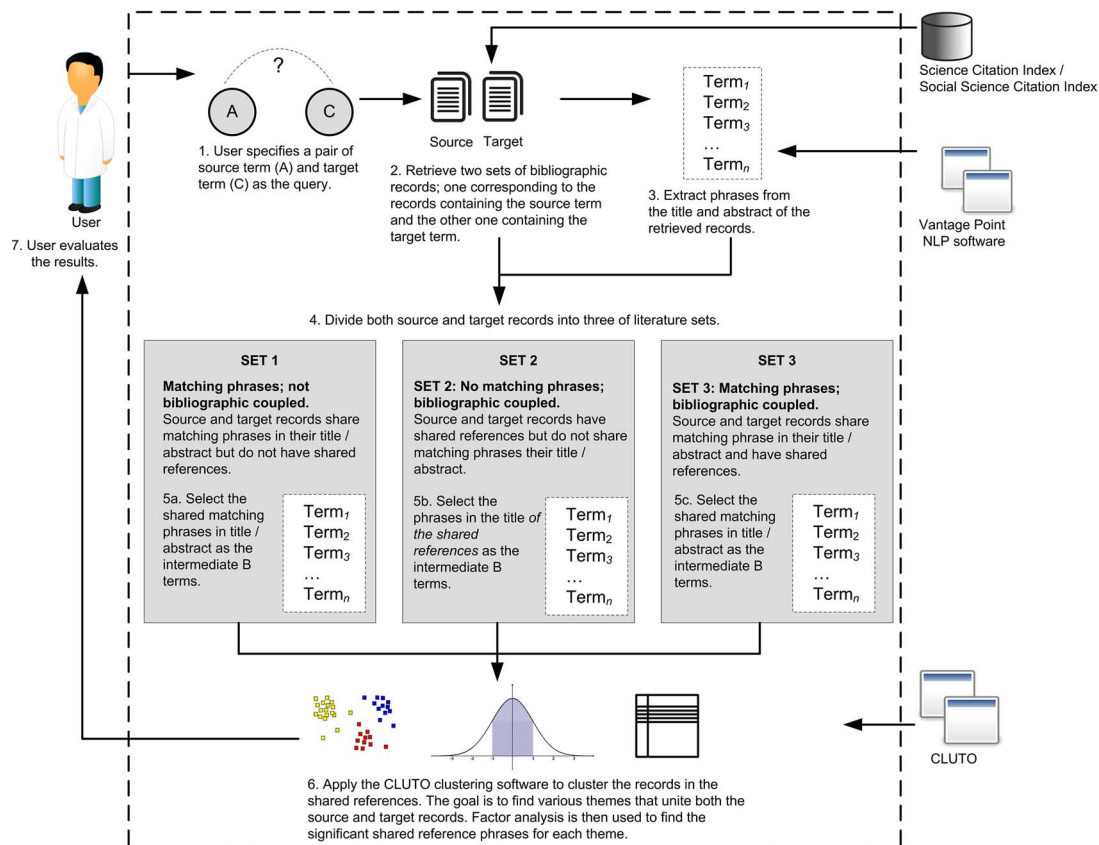 ?
A
C
1. User specifies a pair of
source term (A) and target
term (C) as the query.
Source
Target
2. Retrieve two sets of bibliographic
records; one corresponding to the
records containing the source term
and the other one containing the
target term.
Term1
Term2
Term3
...
Termn
3. Extract phrases from
the title and abstract of the
retrieved records.
Science Citation Index /
Social Science Citation Index
Vantage Point
NLP software
User
7. User evaluates
the results.
4. Divide both source and target records into three of literature sets.
SET 1
Matching phrases; not
bibliographic coupled.
Source and target records share
matching phrases in their title /
abstract but do not have shared
references.
5a. Select the
shared matching
phrases in title /
abstract as the
intermediate B
terms.
Term1
Term2
Term3
...
Termn
SET 2
SET 2: No matching phrases;
bibliographic coupled.
Source and target records have
shared references but do not share
matching phrases their title /
abstract.
5b. Select the
phrases in the title of
the shared
references as the
intermediate B
terms.
Term1
Term2
Term3
...
Termn
SET 3
SET 3: Matching phrases;
bibliographic coupled.
Source and target records share
matching phrase in their title /
abstract and have shared
references.
5c. Select the
shared matching
phrases in title /
abstract as the
intermediate B
terms.
Term1
Term2
Term3
...
Termn
-3 -2 -1 0 1 2 3
CLUTO
6. Apply the CLUTO clustering software to cluster the records in the
shared references. The goal is to find various themes that unite both the
source and target records. Factor analysis is then used to find the
significant shared reference phrases for each theme.